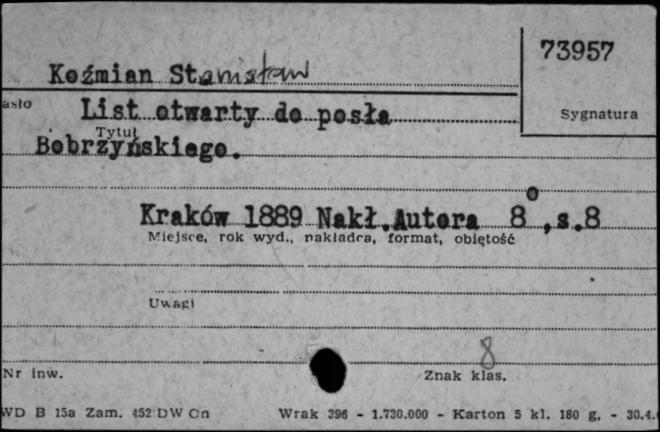 73957
Koźmian Stanisław
asło
List otwarty do posła
Sygnatura
Tytuł
Bobrzyńskiego.
Kraków 1889 Nakł.Autora 8°,s.8
Miejsce, rok wyd., nakładca, format, objętość
Uwagi
8
Nr inw.
Znak klas.
WD B 15a Zam. 452 DW Cn Wrak 396 - 1.730.000 - Karton 5 kl. 180 g. - 30.4.